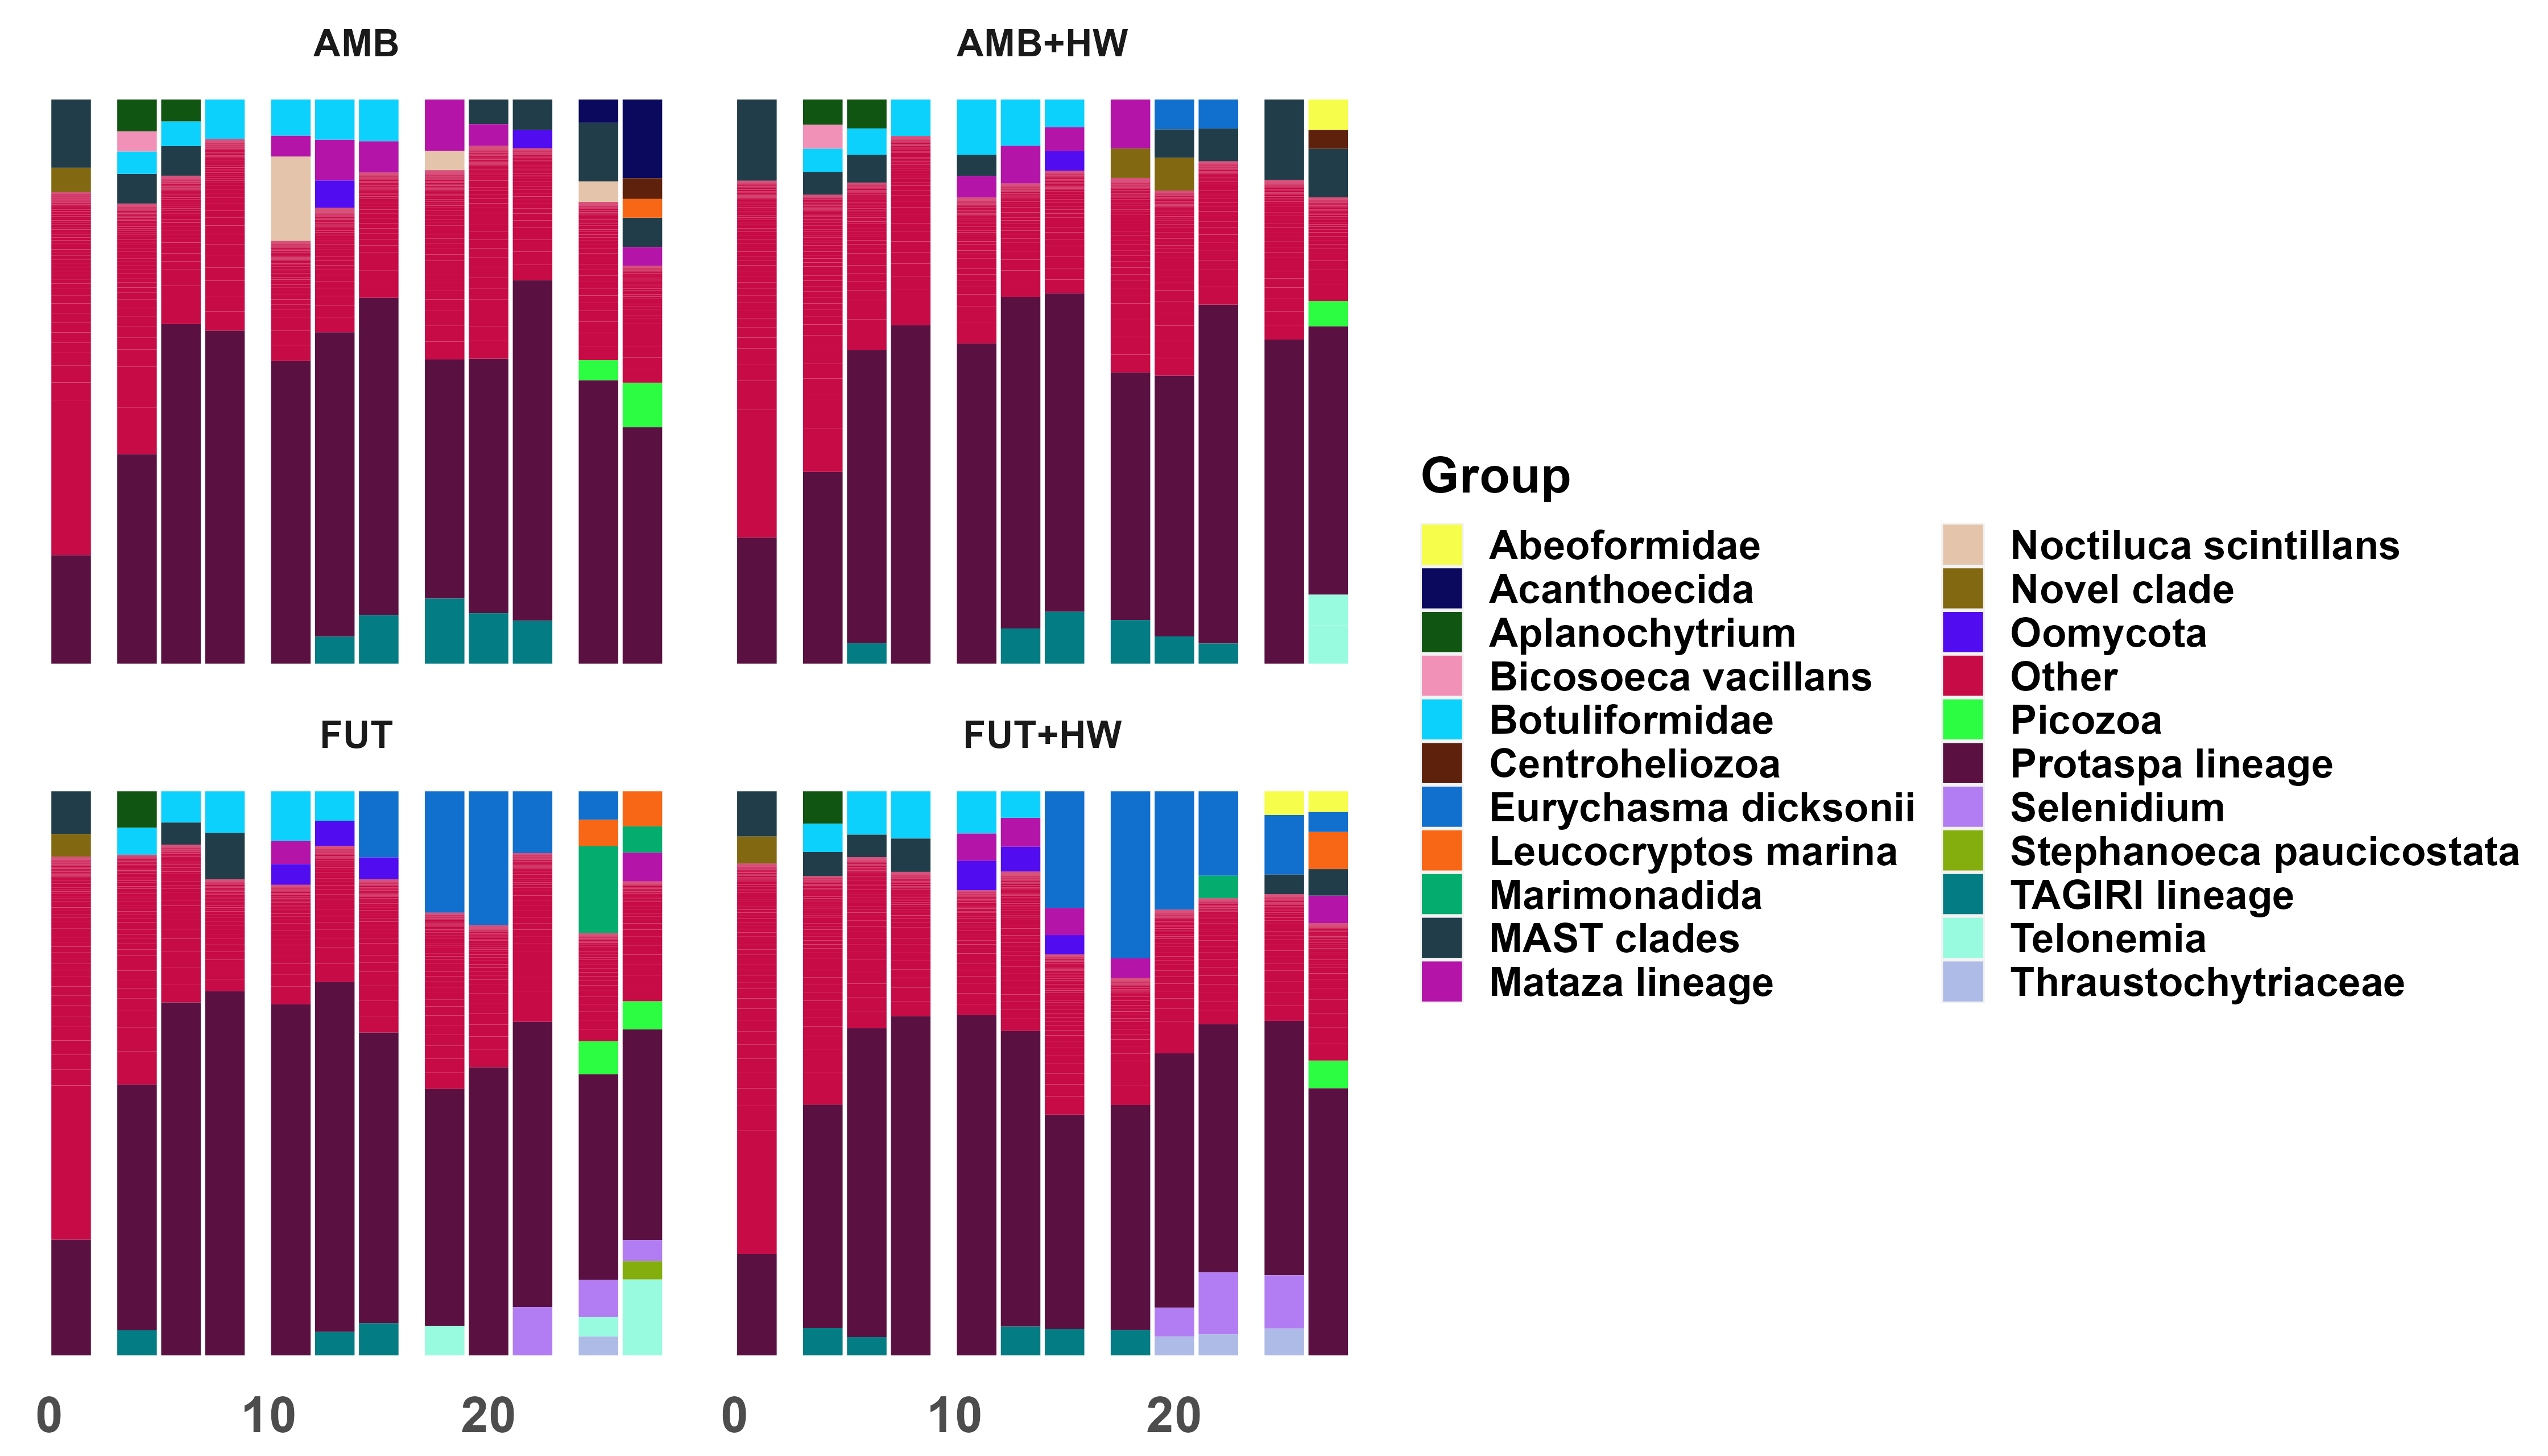 AMB
AMB+HW
FUT
FUT+HW
0
10
20
0
10
20
Group
Abeoformidae
Acanthoecida
Aplanochytrium
Bicosoeca vacillans
Botuliformidae
Centroheliozoa
Eurychasma dicksonii
Leucocryptos marina
Marimonadida
MAST clades
Mataza lineage
Noctiluca scintillans
Novel clade
Oomycota
Other
Picozoa
Protaspa lineage
Selenidium
Stephanoeca paucicostata
TAGIRI lineage
Telonemia
Thraustochytriaceae